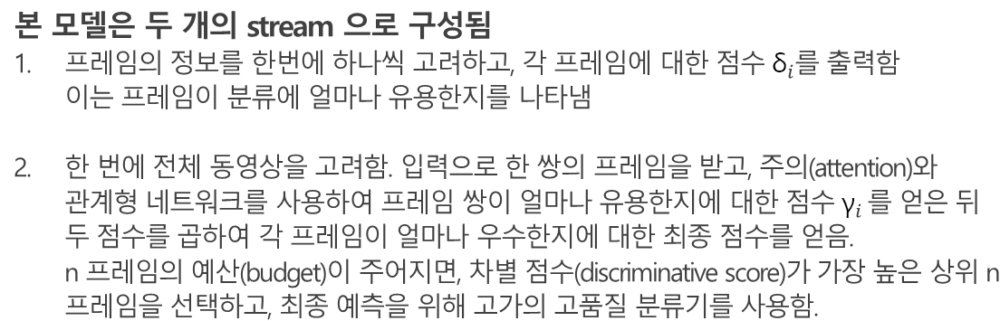 본 모델은 두 개의 stream 으로 구성됨
1. 프레임의 정보를 한번에 하나씩 고려하고, 각 프레임에 대한 점수 δᵢ를 출력함
이는 프레임이 분류에 얼마나 유용한지를 나타냄
2. 한 번에 전체 동영상을 고려함. 입력으로 한 쌍의 프레임을 받고, 주의(attention)와
관계형 네트워크를 사용하여 프레임 쌍이 얼마나 유용한지에 대한 점수 γᵢ 를 얻은 뒤
두 점수를 곱하여 각 프레임이 얼마나 우수한지에 대한 최종 점수를 얻음.
n 프레임의 예산(budget)이 주어지면, 차별 점수(discriminative score)가 가장 높은 상위 n
프레임을 선택하고, 최종 예측을 위해 고가의 고품질 분류기를 사용함.